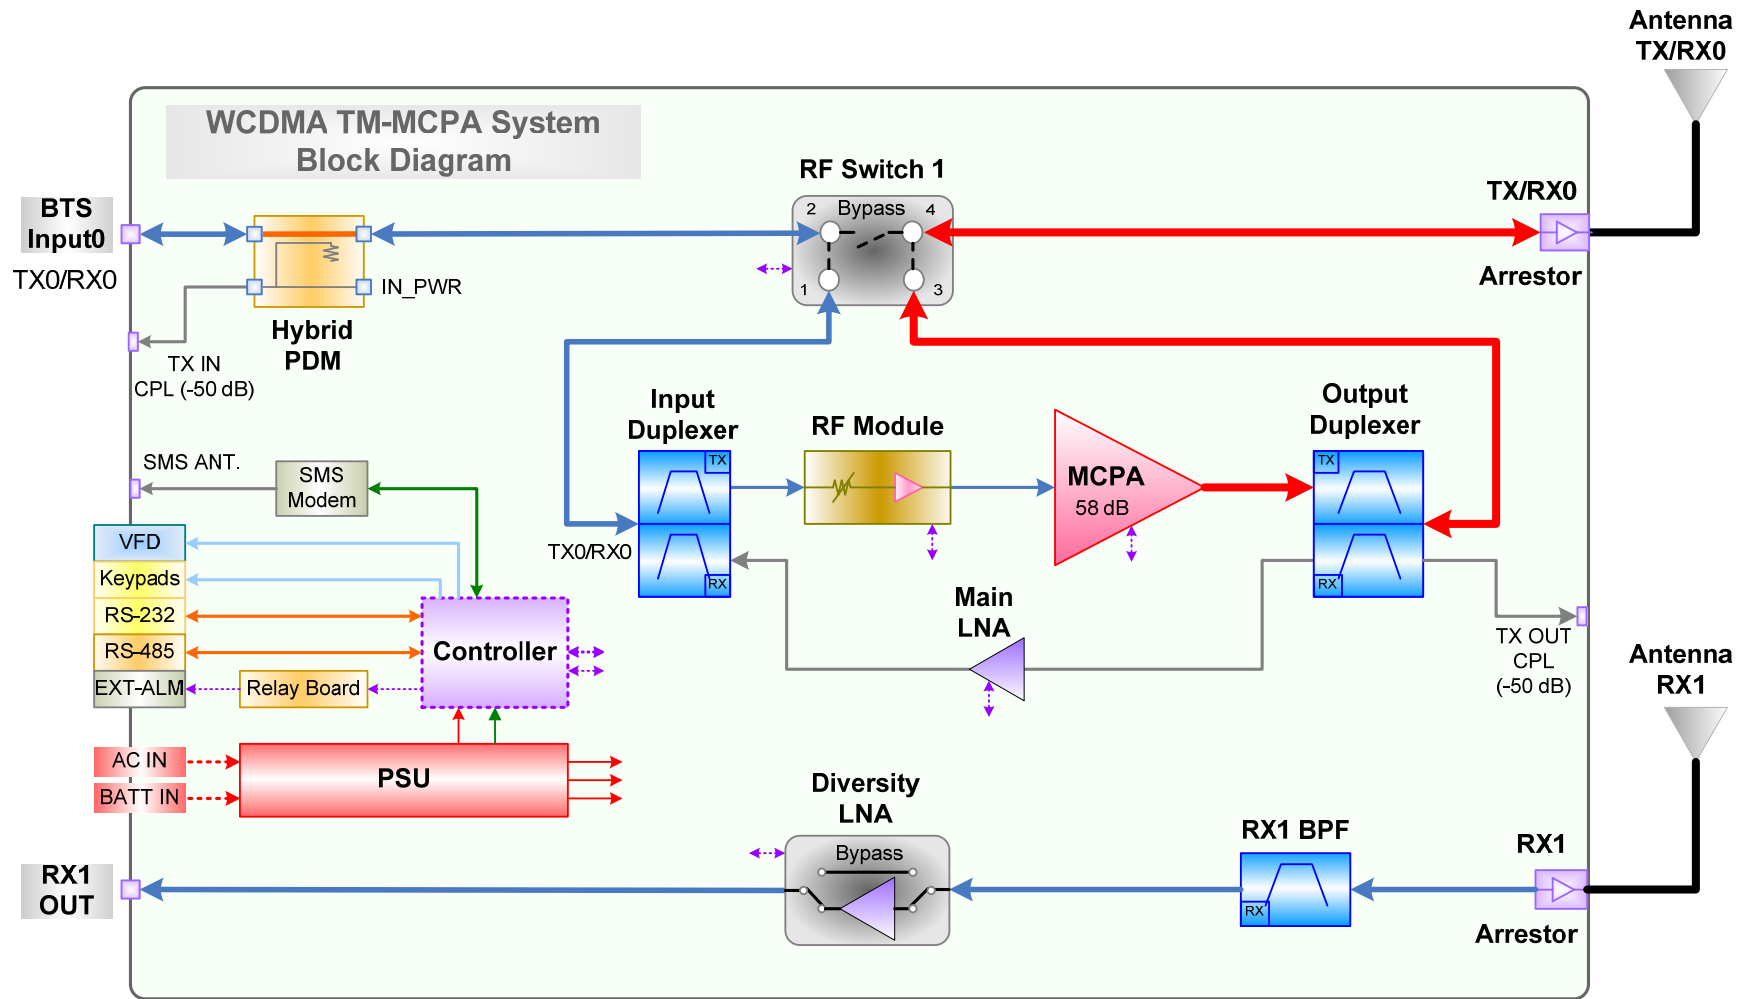 Antenna
TX/RX0
WCDMA TM-MCPA System
Block Diagram
RF Switch 1
2
Bypass
4
1
3
TX/RX0
Arrestor
BTS
Input0
TX0/RX0
IN_PWR
Hybrid
PDM
TX IN
CPL (-50 dB)
Input
Duplexer
TX
RX
TX0/RX0
RF Module
MCPA
58 dB
Output
Duplexer
TX
RX
SMS ANT.
SMS
Modem
VFD
Keypads
RS-232
RS-485
EXT-ALM
Relay Board
Controller
Main
LNA
TX OUT
CPL
(-50 dB)
Antenna
RX1
AC IN
BATT IN
PSU
Diversity
LNA
Bypass
RX1 BPF
RX
RX1
Arrestor
RX1
OUT